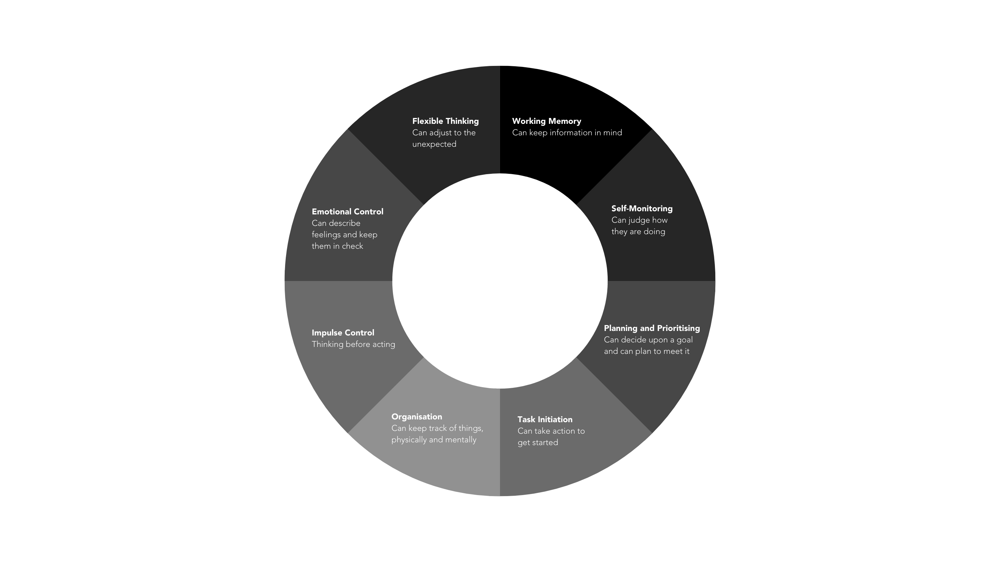 Flexible Thinking
Can adjust to the
unexpected
Working Memory
Can keep information in mind
Self-Monitoring
Can judge how
they are doing
Planning and Prioritising
Can decide upon a goal
and can plan to meet it
Task Initiation
Can take action to
get started
Organisation
Can keep track of things,
physically and mentally
Impulse Control
Thinking before acting
Emotional Control
Can describe
feelings and keep
them in check